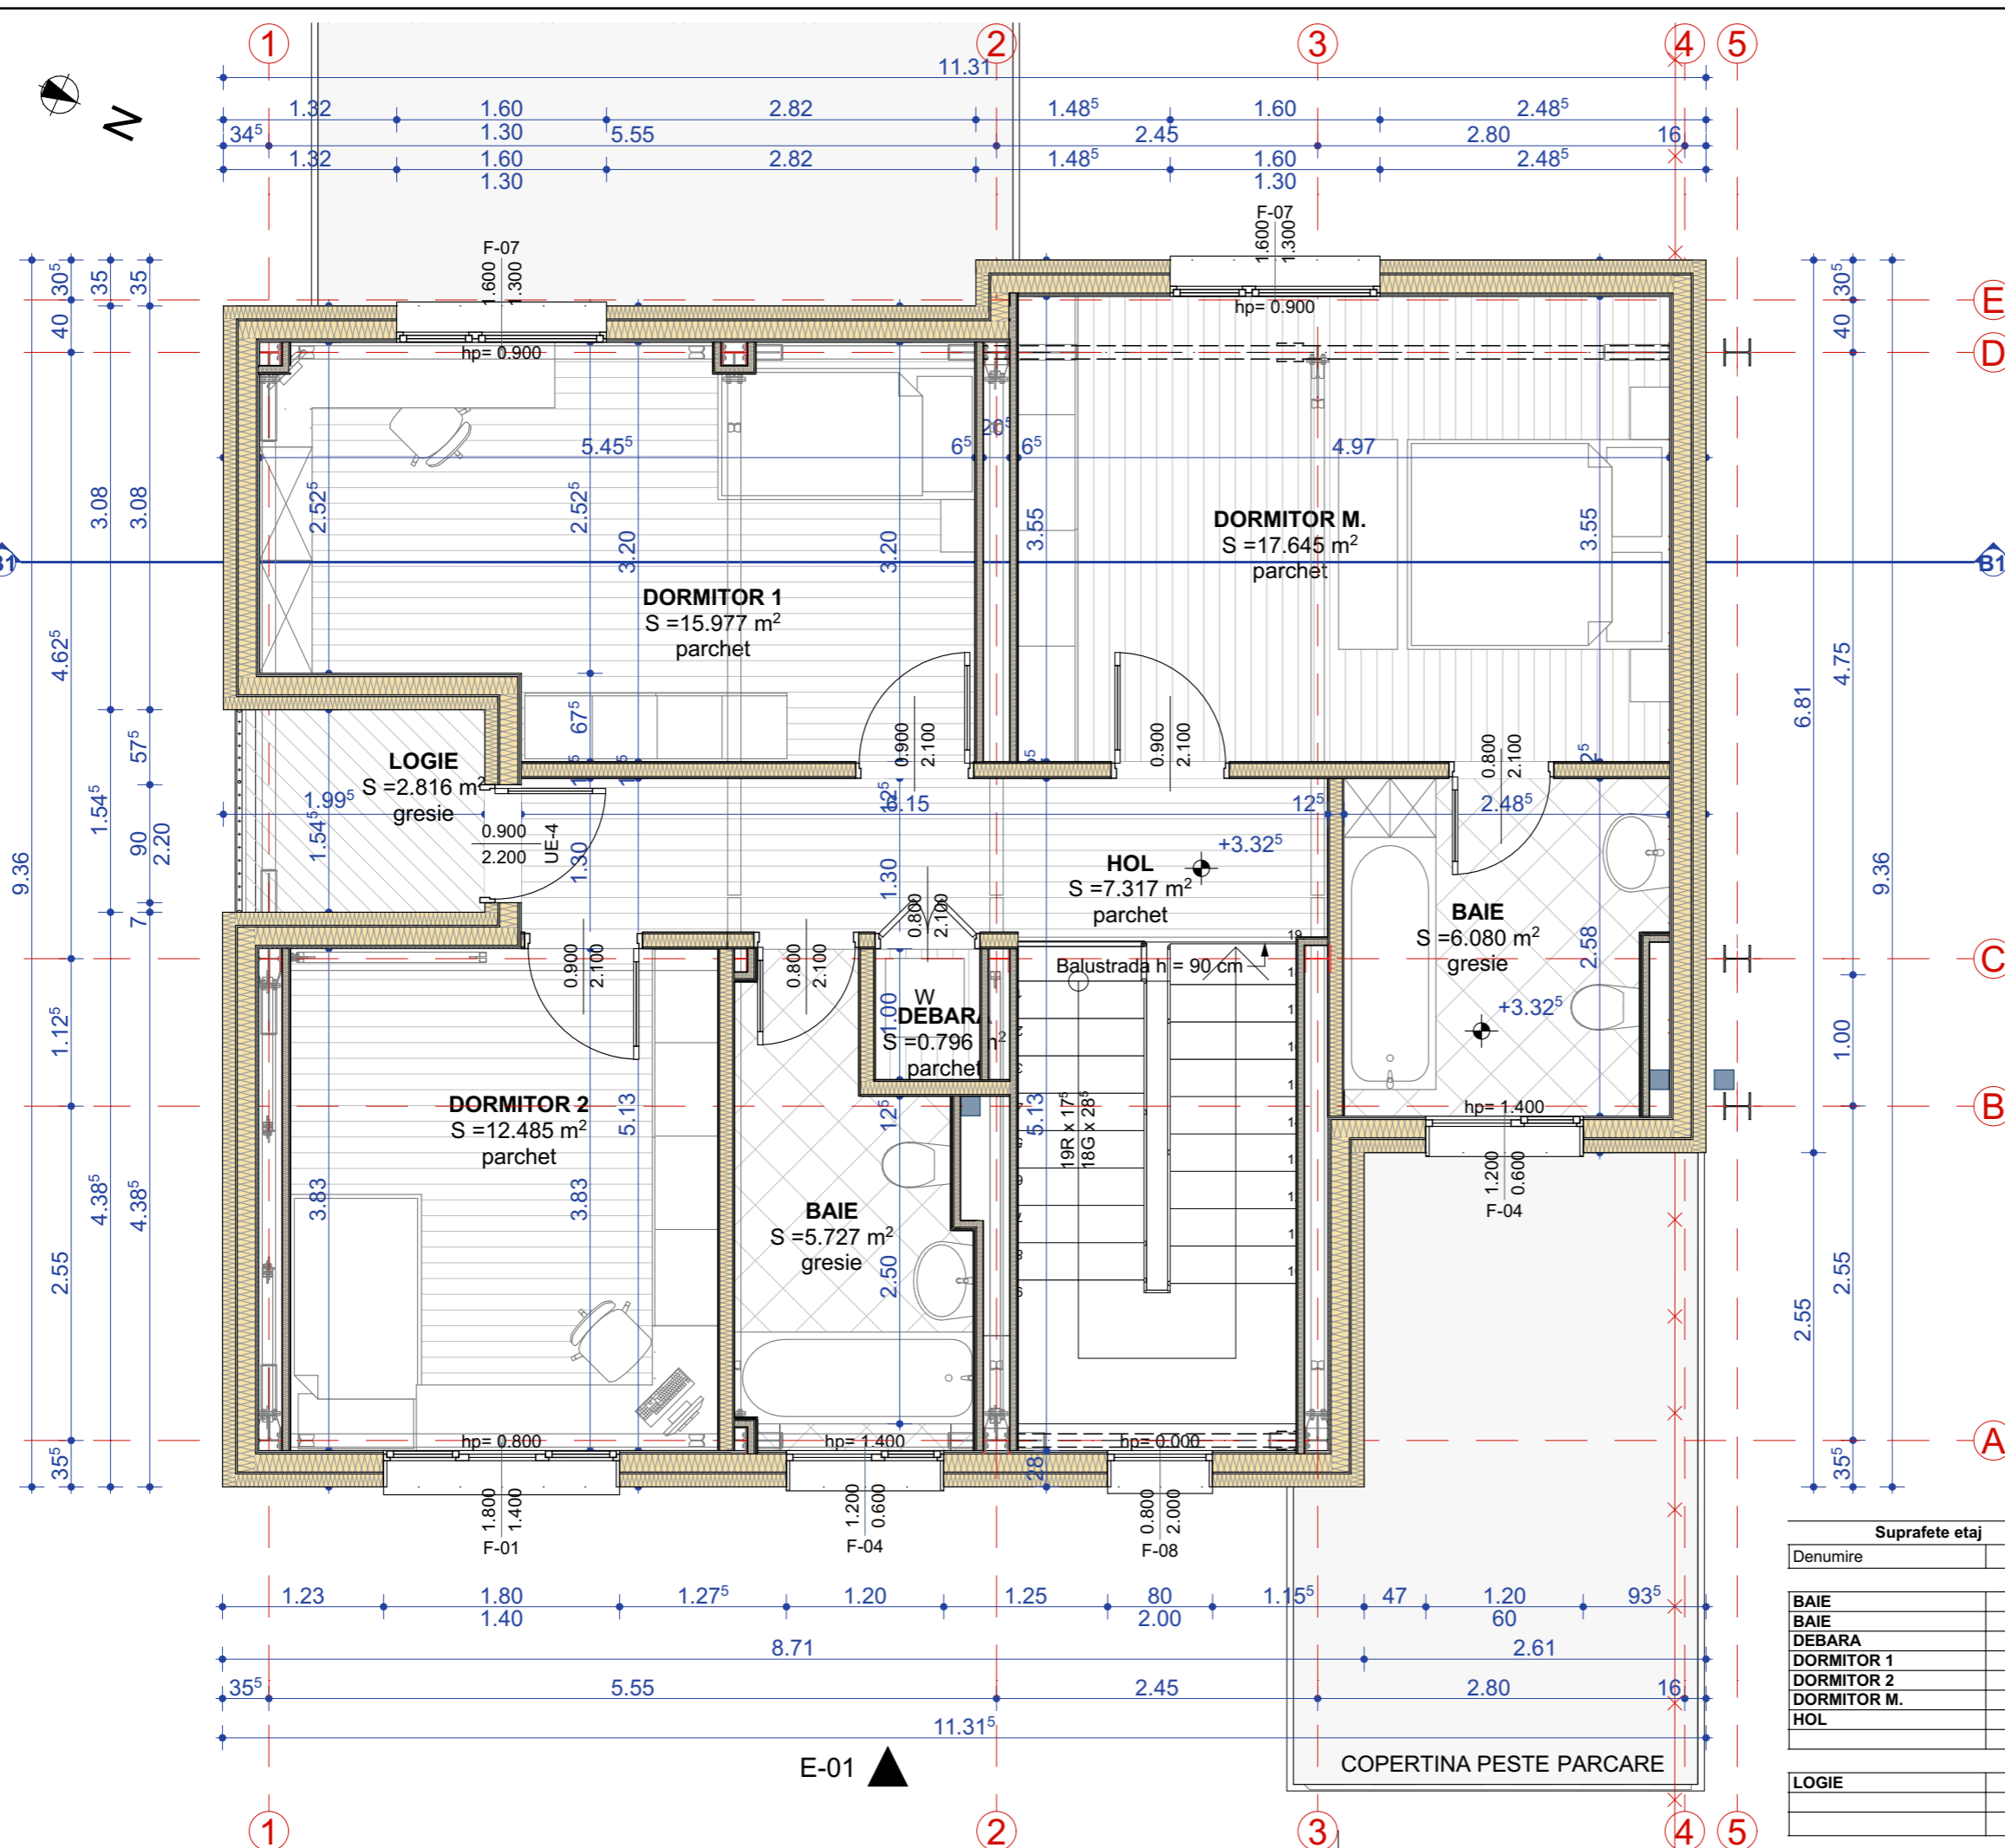 1 2 3 4 5
N
11.31
1.32 1.60 2.82 1.48⁵ 1.60 2.48⁵
34⁵ 1.30 5.55 2.45 2.80 16
1.32 1.60 2.82 1.48⁵ 1.60 2.48⁵
1.30 1.30
F-07
1.600
1.300
hp= 0.900
F-07
1.600
1.300
hp= 0.900
30⁵ 35 35
40
3.08 3.08
4.62⁵
57⁵
1.54⁵
90
2.20
9.36
7
1.12⁵
4.38⁵ 4.38⁵
2.55
35⁵
E
D
C
B
A
30⁵
40
4.75
6.81
9.36
1.00
2.55
2.55
35⁵
B1
5.45⁵ 6⁵ 20⁵ 6⁵ 4.97
2.52⁵ 2.52⁵ 3.20 3.20 3.55 3.55
DORMITOR 1
S =15.977 m²
parchet
DORMITOR M.
S =17.645 m²
parchet
67⁵
0.900
2.100
0.900
2.100
0.800
2.100
LOGIE
S =2.816 m²
gresie
1.99⁵
1.54⁵
0.900
2.200
UE-4
1.30
6.15
12⁵
12⁵
2.48⁵
1.30
HOL
S =7.317 m²
parchet
+3.32⁵
BAIE
S =6.080 m²
gresie
2.58
+3.32⁵
0.900
2.100
0.800
2.100
0.800
2.100
Balustrada h = 90 cm
19
W
1.00
DEBARA
S =0.796 m²
parchet
12⁵
19R x 17⁵
18G x 28⁵
5.13
DORMITOR 2
S =12.485 m²
parchet
5.13
3.83 3.83
BAIE
S =5.727 m²
gresie
2.50
hp= 1.400
1.200
0.600
F-04
hp= 0.800
hp= 1.400
hp= 0.000
28
1.800
1.400
F-01
1.200
0.600
F-04
0.800
2.000
F-08
1.23 1.80 1.27⁵ 1.20 1.25 80 1.15⁵ 47 1.20 93⁵
1.40 2.00 60
8.71 2.61
35⁵ 5.55 2.45 2.80 16
11.31⁵
E-01
COPERTINA PESTE PARCARE
1 2 3 4 5
Suprafete etaj
Denumire
BAIE
BAIE
DEBARA
DORMITOR 1
DORMITOR 2
DORMITOR M.
HOL
LOGIE